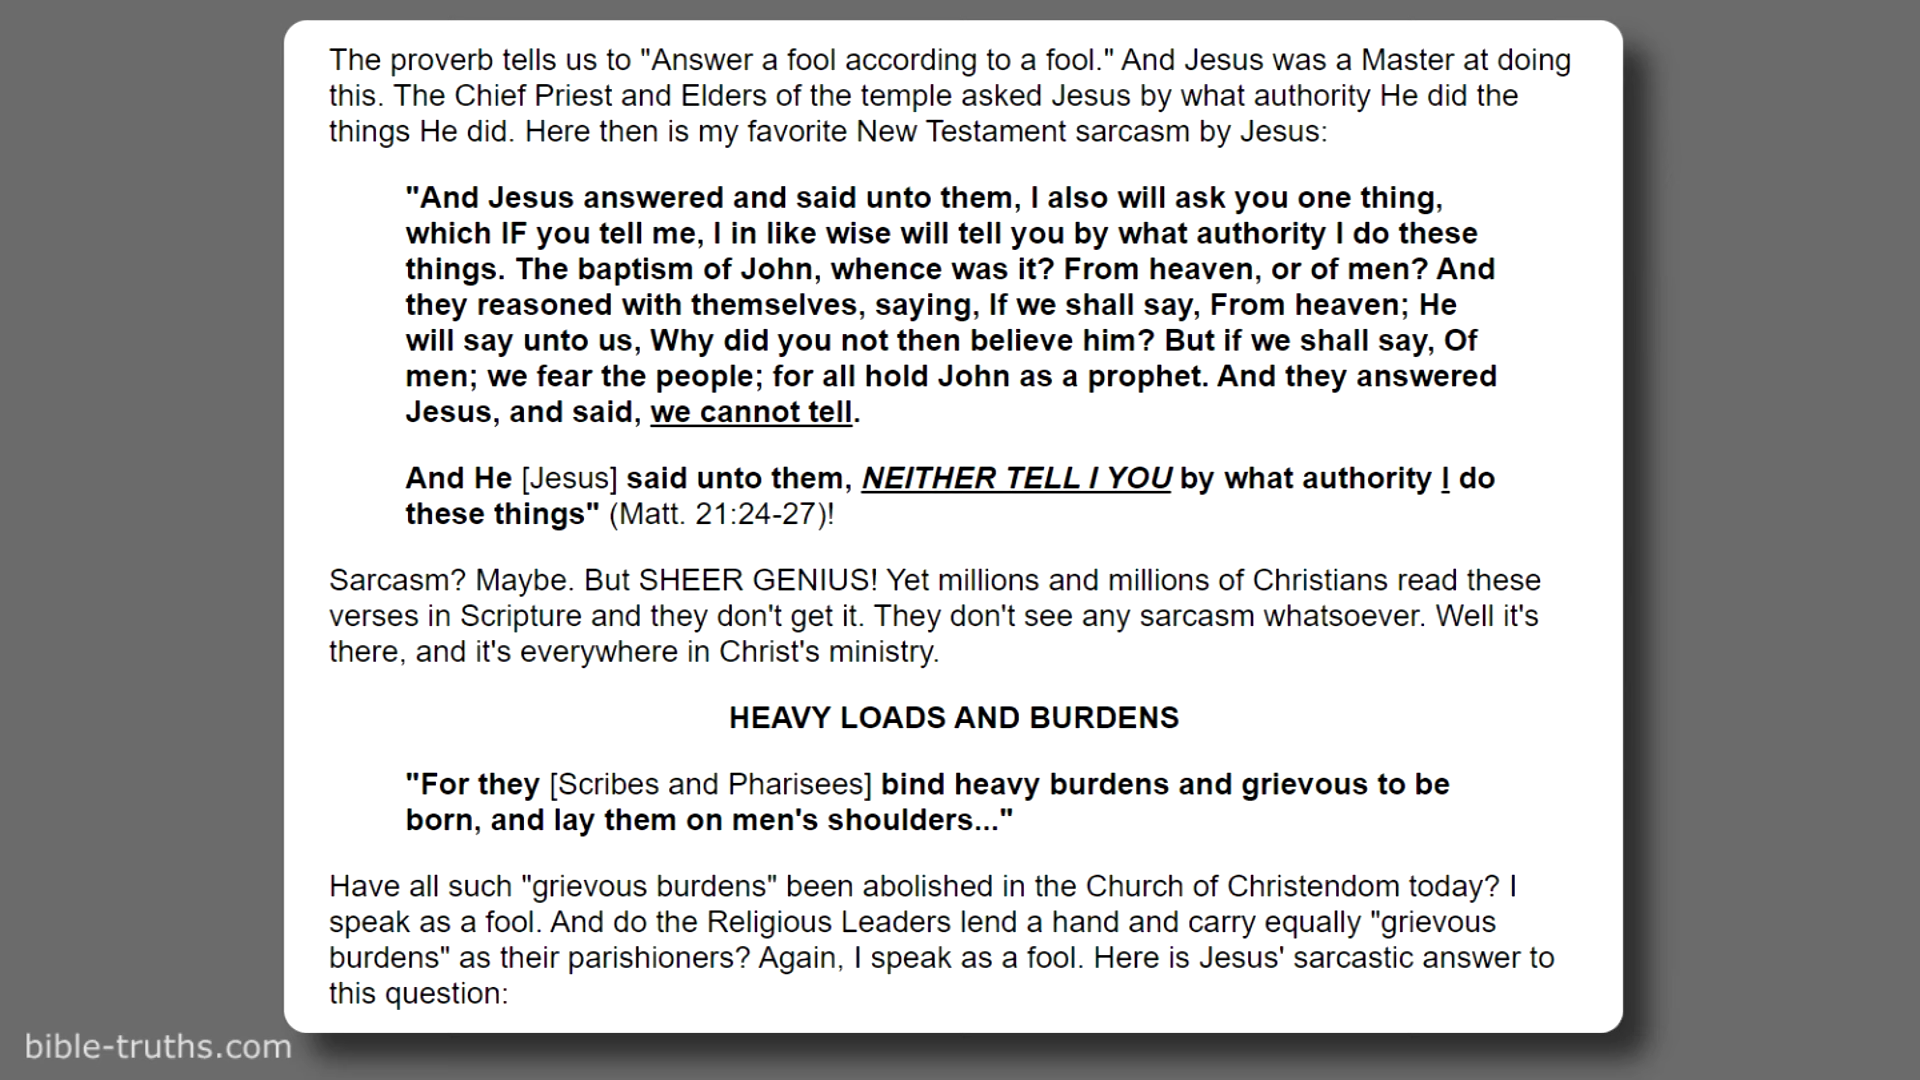 The proverb tells us to "Answer a fool according to a fool." And Jesus was a Master at doing
this. The Chief Priest and Elders of the temple asked Jesus by what authority He did the
things He did. Here then is my favorite New Testament sarcasm by Jesus:
"And Jesus answered and said unto them, I also will ask you one thing,
which IF you tell me, I in like wise will tell you by what authority I do these
things. The baptism of John, whence was it? From heaven, or of men? And
they reasoned with themselves, saying, If we shall say, From heaven; He
will say unto us, Why did you not then believe him? But if we shall say, Of
men; we fear the people; for all hold John as a prophet. And they answered
Jesus, and said, we cannot tell.
And He [Jesus] said unto them, NEITHER TELL I YOU by what authority I do
these things" (Matt. 21:24-27)!
Sarcasm? Maybe. But SHEER GENIUS! Yet millions and millions of Christians read these
verses in Scripture and they don't get it. They don't see any sarcasm whatsoever. Well it's
there, and it's everywhere in Christ's ministry.
HEAVY LOADS AND BURDENS
"For they [Scribes and Pharisees] bind heavy burdens and grievous to be
born, and lay them on men's shoulders..."
Have all such "grievous burdens" been abolished in the Church of Christendom today? I
speak as a fool. And do the Religious Leaders lend a hand and carry equally "grievous
burdens" as their parishioners? Again, I speak as a fool. Here is Jesus' sarcastic answer to
this question:
bible-truths.com